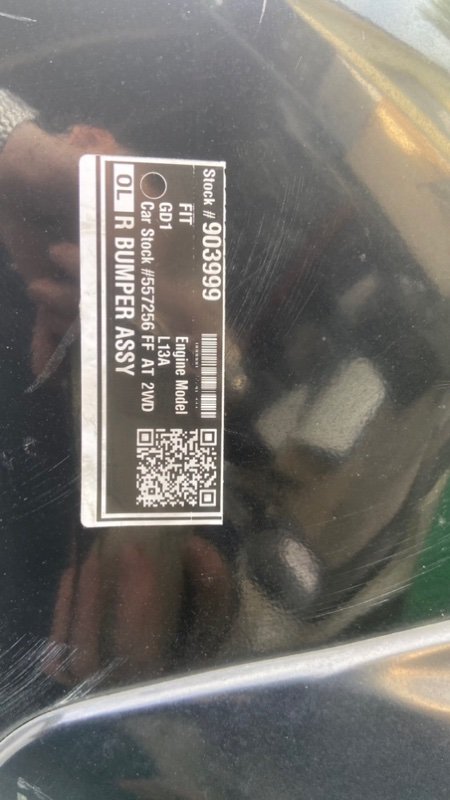 Stock # 903999
FIT
GD1
Engine Model
L13A
Car Stock #557256 FF AT 2WD
OL R BUMPER ASSY